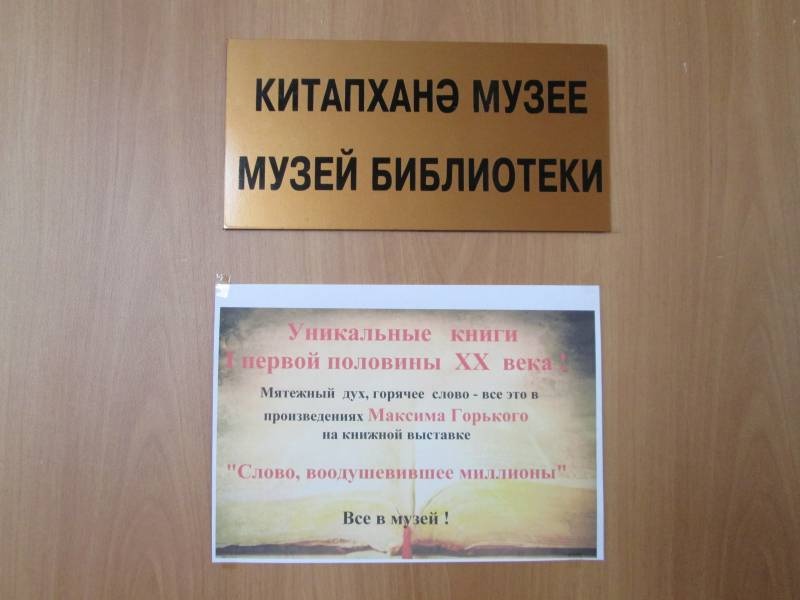 КИТАПХАНӘ МУЗЕЕ
МУЗЕЙ БИБЛИОТЕКИ
Уникальные книги
I первой половины XX века !
Мятежный дух, горячее слово - все это в
произведениях Максима Горького
на книжной выставке
"Слово, воодушевившее миллионы"
Все в музей !